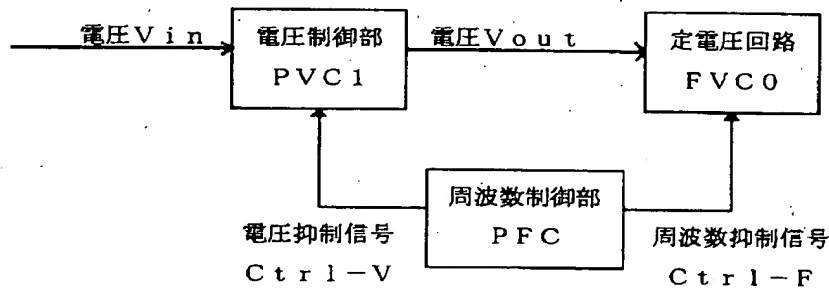 電圧Ｖｉｎ
電圧制御部
ＰＶＣ１
電圧Ｖｏｕｔ
定電圧回路
ＦＶＣ０
周波数制御部
ＰＦＣ
電圧抑制信号
Ｃｔｒｌ－Ｖ
周波数抑制信号
Ｃｔｒｌ－Ｆ